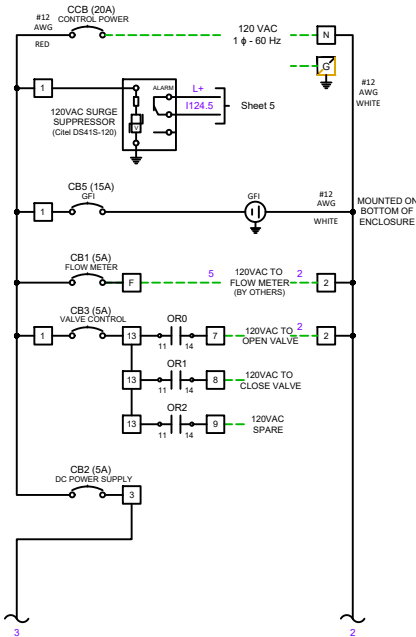 CCB (20A)
CONTROL POWER
#12
AWG
RED
120 VAC
1 ϕ - 60 Hz
N
G
#12
AWG
WHITE
1
ALARM
L+
I124.5
Sheet 5
120VAC SURGE
SUPPRESSOR
(Citel DS41S-120)
V
CB5 (15A)
GFI
1
GFI
#12
AWG
WHITE
MOUNTED ON
BOTTOM OF
ENCLOSURE
CB1 (5A)
FLOW METER
F
5
120VAC TO
FLOW METER
(BY OTHERS)
2
2
CB3 (5A)
VALVE CONTROL
1
13
OR0
11
14
7
120VAC TO
OPEN VALVE
2
2
13
OR1
11
14
8
120VAC TO
CLOSE VALVE
13
OR2
11
14
9
120VAC
SPARE
CB2 (5A)
DC POWER SUPPLY
3
3
2